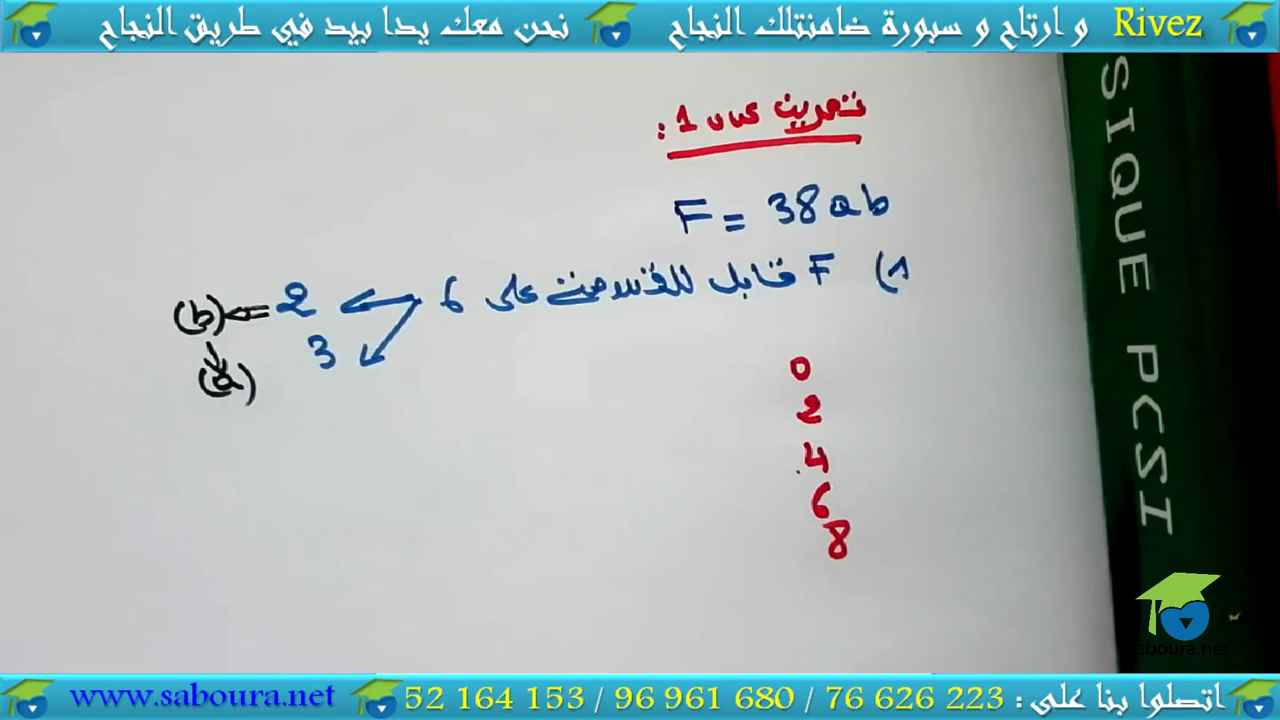 نحن معك يدا بيد في طريق النجاح و ارتاح و سبورة ضامنتلك النجاح Rivez
تمرين عدد 1 :
F = 38ab
1) F قابل للقسمة على 6 → 2 ⇒ (b)
3 (a)
0
2
4
6
8
SIQUE PCSI
saboura.net
www.saboura.net 52 164 153 / 96 961 680 / 76 626 223 : اتصلوا بنا على